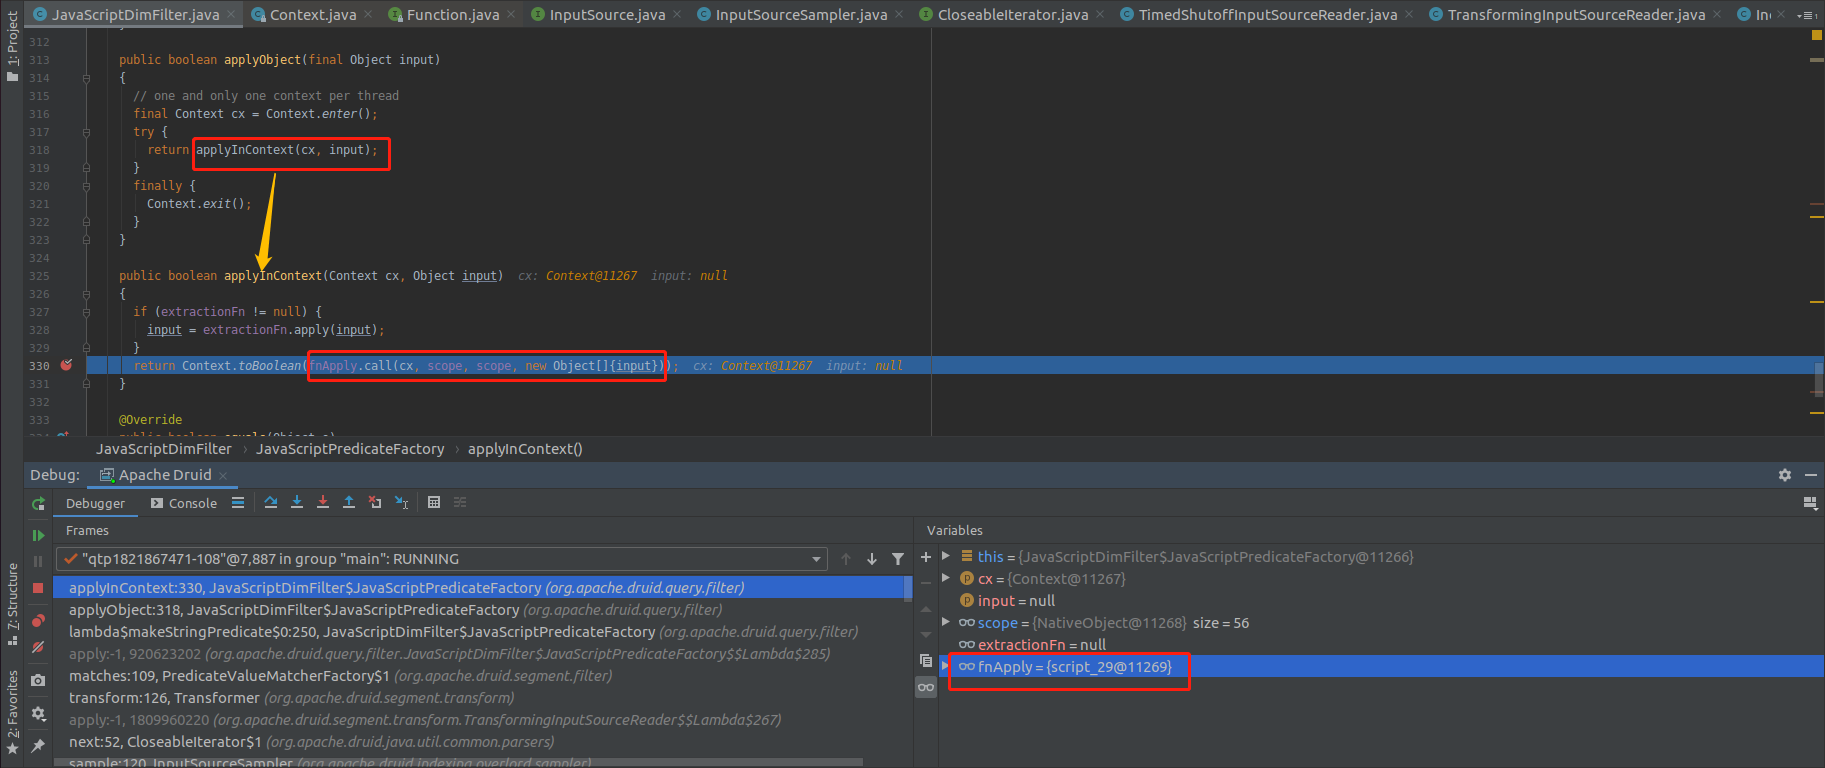 1: Project
JavaScriptDimFilter.java
Context.java
Function.java
InputSource.java
InputSourceSampler.java
CloseableIterator.java
TimedShutoffInputSourceReader.java
TransformingInputSourceReader.java
312
313 public boolean applyObject(final Object input)
314 {
315 // one and only one context per thread
316 final Context cx = Context.enter();
317 try {
318 return applyInContext(cx, input);
319 }
320 finally {
321 Context.exit();
322 }
323 }
324
325 public boolean applyInContext(Context cx, Object input) cx: Context@11267 input: null
326 {
327 if (extractionFn != null) {
328 input = extractionFn.apply(input);
329 }
330 return Context.toBoolean(fnApply.call(cx, scope, scope, new Object[]{input})); cx: Context@11267 input: null
331 }
332
333 @Override
JavaScriptDimFilter › JavaScriptPredicateFactory › applyInContext()
Debug: Apache Druid
Debugger Console
Frames
"qtp1821867471-108"@7,887 in group "main": RUNNING
applyInContext:330, JavaScriptDimFilter$JavaScriptPredicateFactory (org.apache.druid.query.filter)
applyObject:318, JavaScriptDimFilter$JavaScriptPredicateFactory (org.apache.druid.query.filter)
lambda$makeStringPredicate$0:250, JavaScriptDimFilter$JavaScriptPredicateFactory (org.apache.druid.query.filter)
apply:-1, 920623202 (org.apache.druid.query.filter.JavaScriptDimFilter$JavaScriptPredicateFactory$$Lambda$285)
matches:109, PredicateValueMatcherFactory$1 (org.apache.druid.segment.filter)
transform:126, Transformer (org.apache.druid.segment.transform)
apply:-1, 1809960220 (org.apache.druid.segment.transform.TransformingInputSourceReader$$Lambda$267)
next:52, CloseableIterator$1 (org.apache.druid.java.util.common.parsers)
sample:120, InputSourceSampler (org.apache.druid.indexing.overlord.sampler)
Variables
this = {JavaScriptDimFilter$JavaScriptPredicateFactory@11266}
cx = {Context@11267}
input = null
scope = {NativeObject@11268} size = 56
extractionFn = null
fnApply = {script_29@11269}
7: Structure
2: Favorites